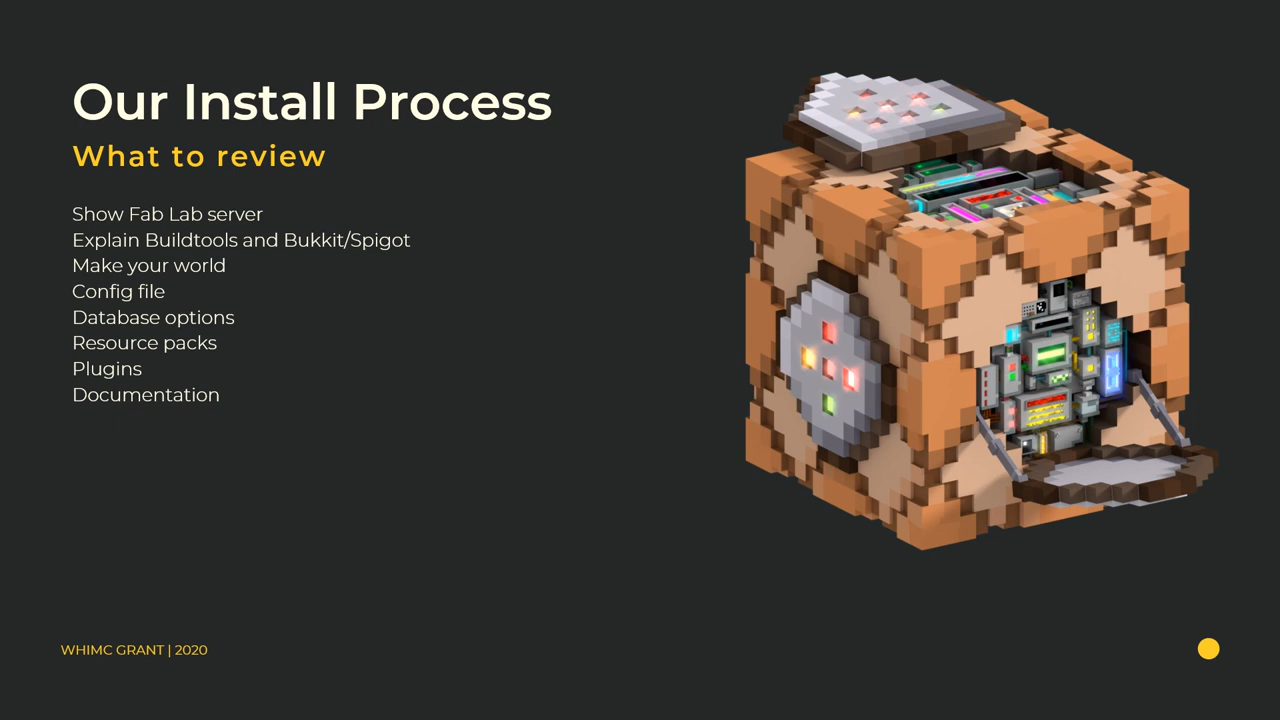 Our Install Process
What to review
Show Fab Lab server
Explain Buildtools and Bukkit/Spigot
Make your world
Config file
Database options
Resource packs
Plugins
Documentation
WHIMC GRANT | 2020